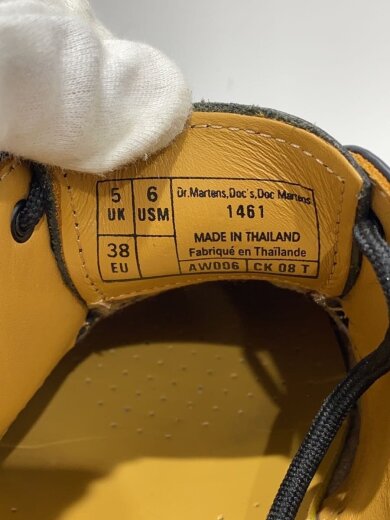 5 UK
6 USM
38 EU
Dr.Martens,Doc's,Doc Martens
1461
MADE IN THAILAND
Fabriqué en Thaïlande
AW006 CK 08 T